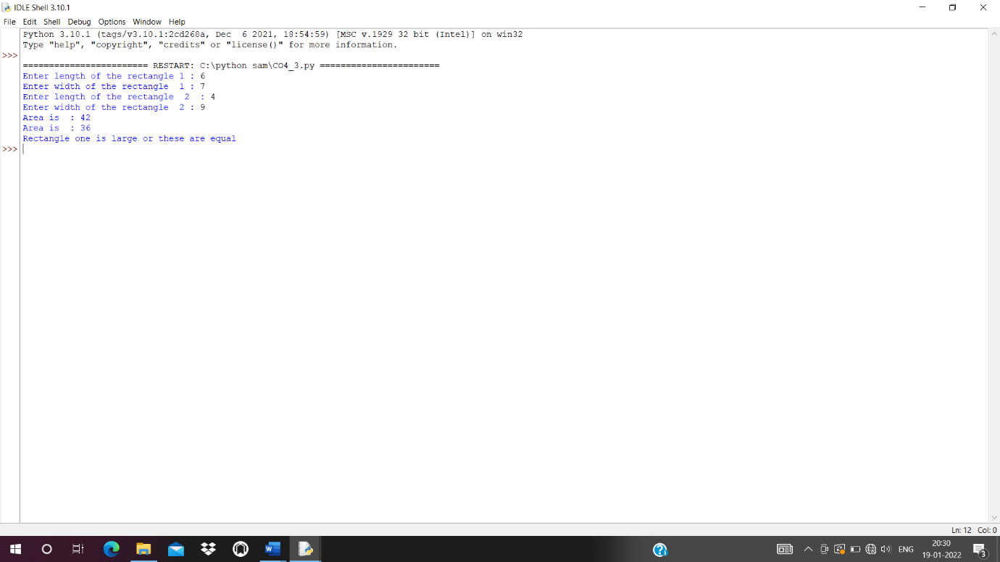 IDLE Shell 3.10.1
File Edit Shell Debug Options Window Help
Python 3.10.1 (tags/v3.10.1:2cd268a, Dec  6 2021, 18:54:59) [MSC v.1929 32 bit (Intel)] on win32
Type "help", "copyright", "credits" or "license()" for more information.
>>>
======================== RESTART: C:\python sam\CO4_3.py =======================
Enter length of the rectangle 1 : 6
Enter width of the rectangle  1 : 7
Enter length of the rectangle  2  : 4
Enter width of the rectangle  2 : 9
Area is  : 42
Area is  : 36
Rectangle one is large or these are equal
>>>
Ln: 12 Col: 0
ENG
20:30
19-01-2022
3